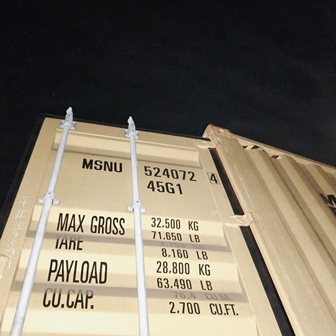 MSNU 524072 4
45G1
MAX GROSS 32.500 KG
71.650 LB
TARE
8.160 LB
PAYLOAD 28.800 KG
63.490 LB
CU.CAP. 76.4 CU.M.
2.700 CU.FT.